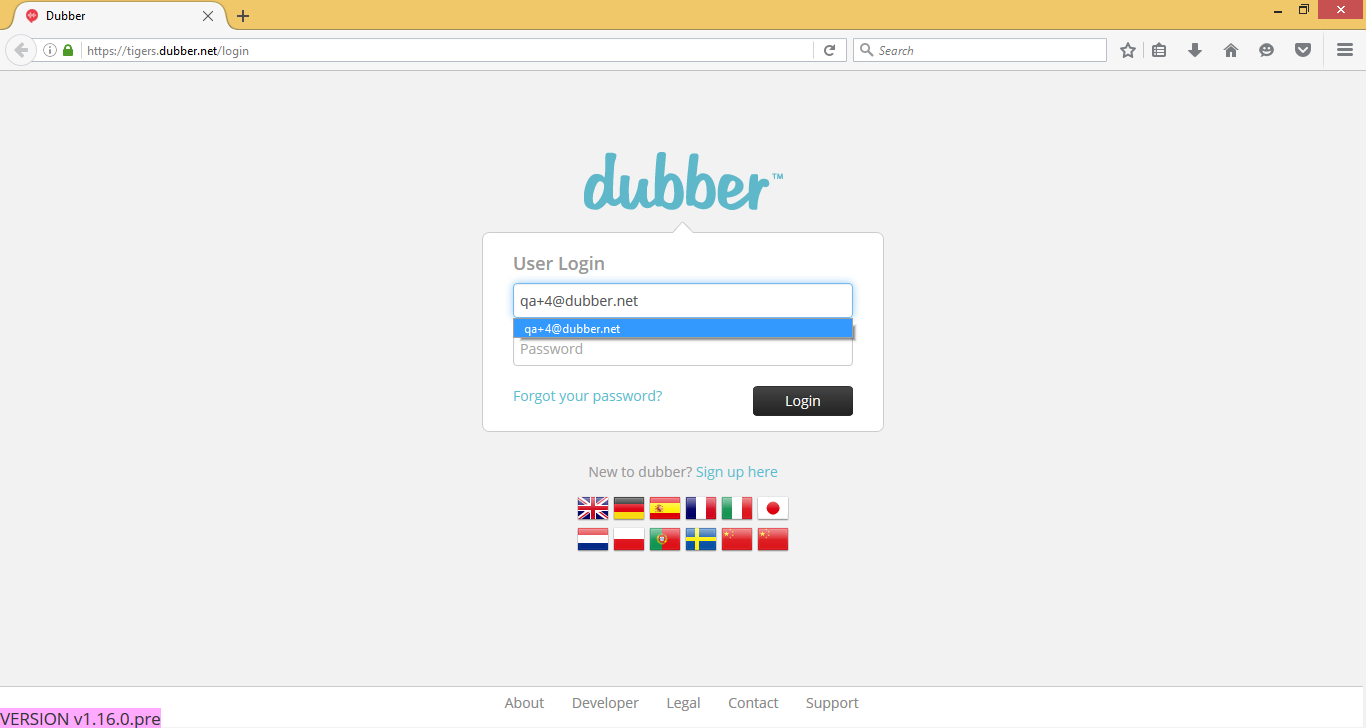 Dubber
https://tigers.dubber.net/login
Search
dubber™
User Login
qa+4@dubber.net
qa+4@dubber.net
Password
Forgot your password?
Login
New to dubber? Sign up here
About Developer Legal Contact Support
VERSION v1.16.0.pre